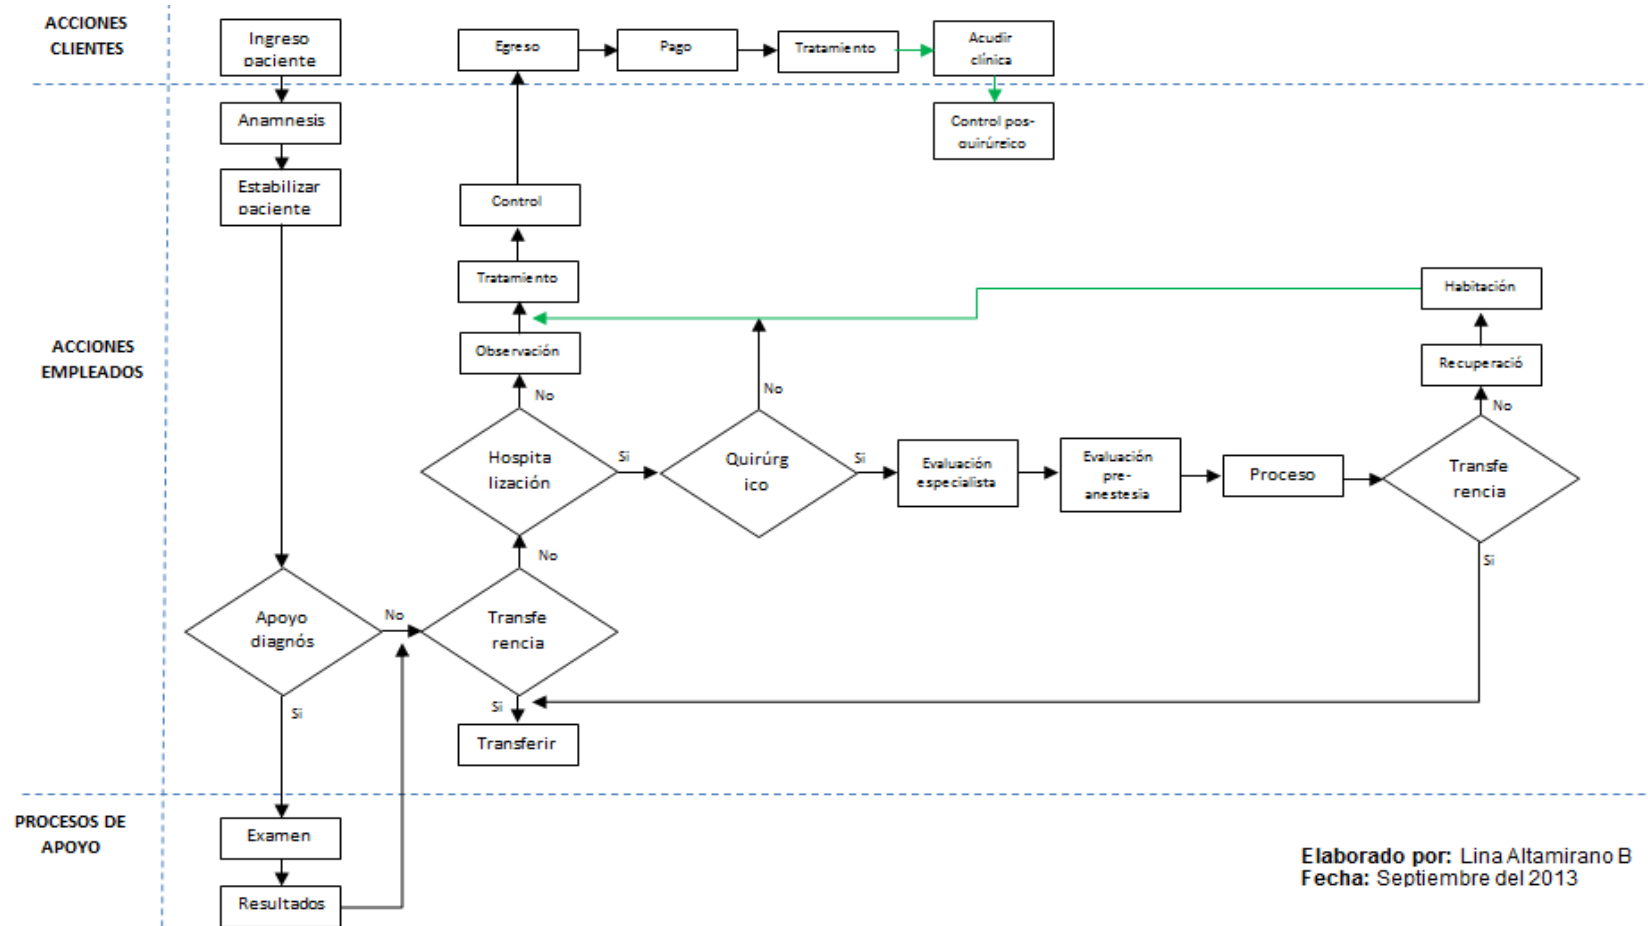 ACCIONES
CLIENTES
Ingreso
paciente
Egreso
Pago
Tratamiento
Acudir
clínica
Anamnesis
Control pos-
quirúreico
Estabilizar
paciente
Control
Tratamiento
Habitación
ACCIONES
EMPLEADOS
Observación
Recuperació
No
No
No
Hospita
lización
Si
Quirúrg
ico
Si
Evaluación
especialista
Evaluación
pre-
anestesia
Proceso
Transfe
rencia
No
Si
Apoyo
diagnós
No
Transfe
rencia
Si
Si
Transferir
PROCESOS DE
APOYO
Examen
Resultados
Elaborado por: Lina Altamirano B
Fecha: Septiembre del 2013